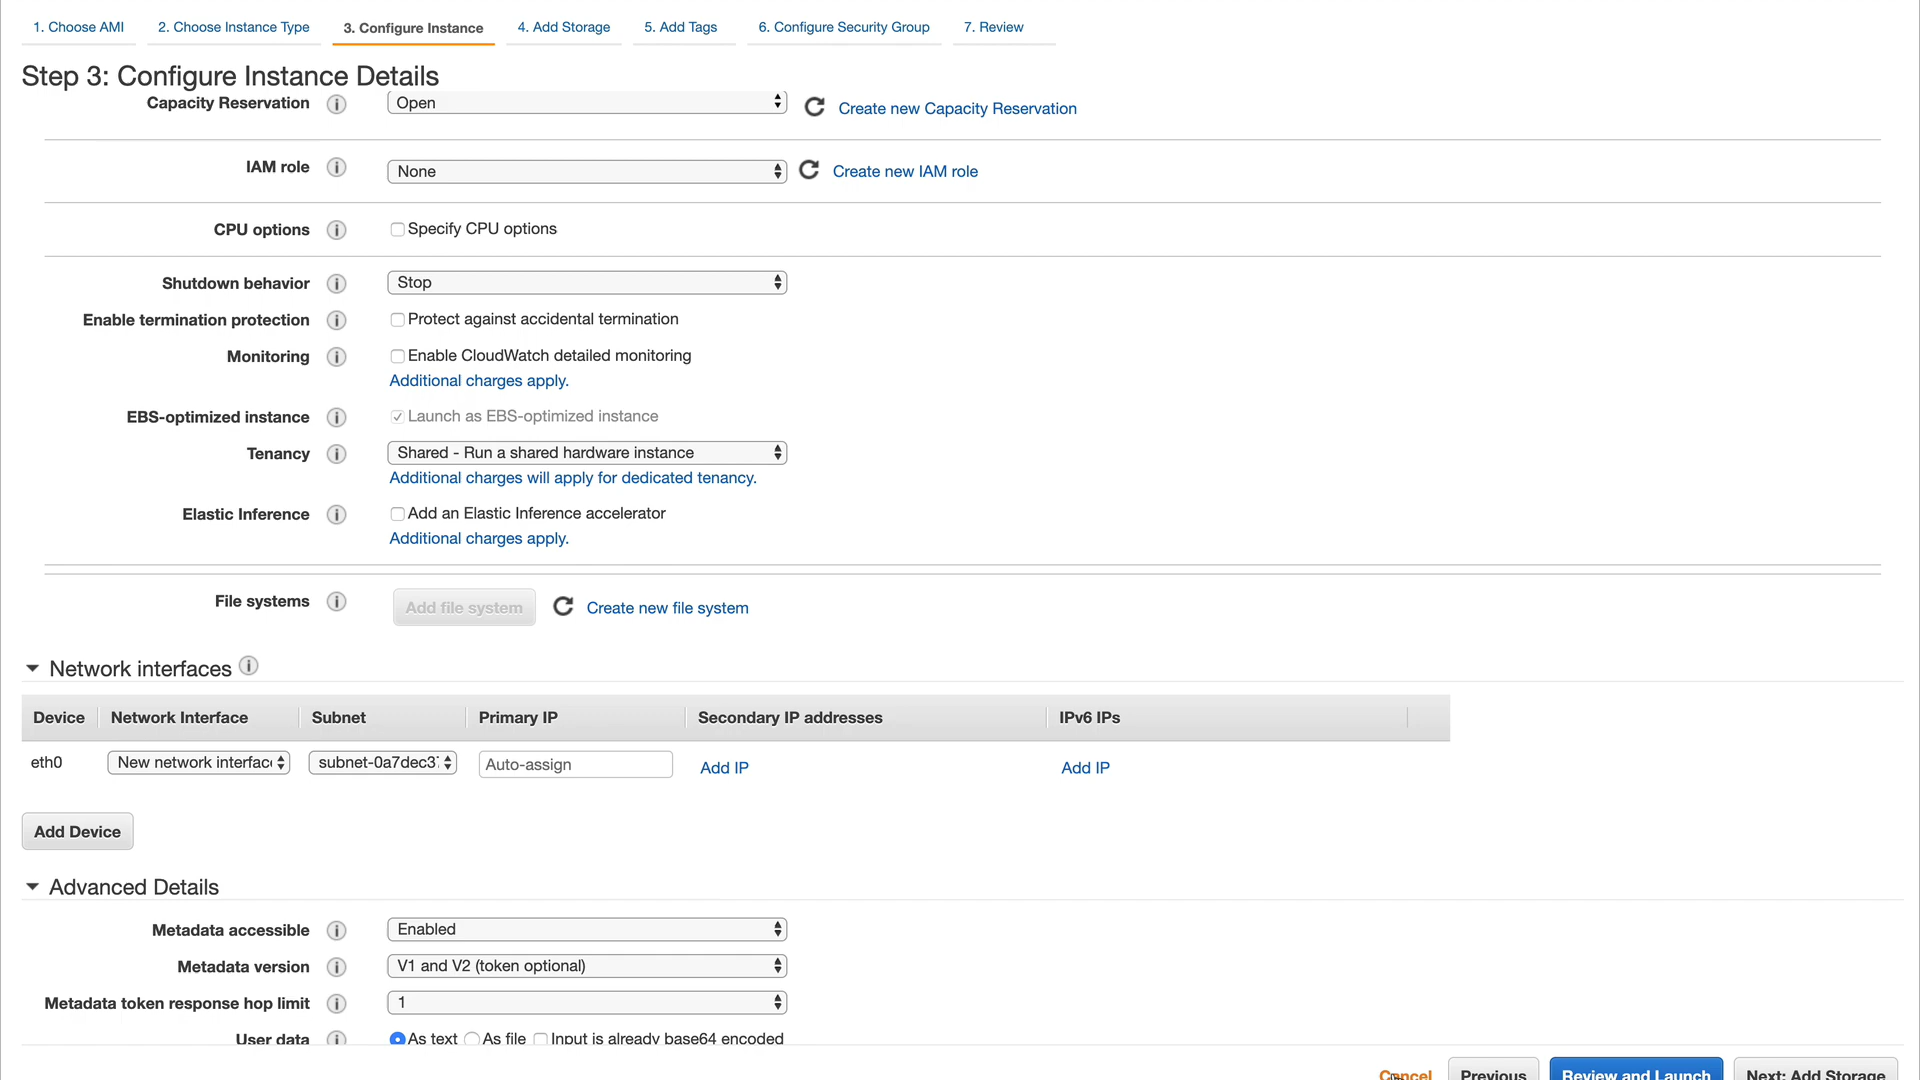 1. Choose AMI 2. Choose Instance Type 3. Configure Instance 4. Add Storage 5. Add Tags 6. Configure Security Group 7. Review
Step 3: Configure Instance Details
Capacity Reservation i Open Create new Capacity Reservation
IAM role i None Create new IAM role
CPU options i Specify CPU options
Shutdown behavior i Stop
Enable termination protection i Protect against accidental termination
Monitoring i Enable CloudWatch detailed monitoring
Additional charges apply.
EBS-optimized instance i Launch as EBS-optimized instance
Tenancy i Shared - Run a shared hardware instance
Additional charges will apply for dedicated tenancy.
Elastic Inference i Add an Elastic Inference accelerator
Additional charges apply.
File systems i Add file system Create new file system
Network interfaces i
Device Network Interface Subnet Primary IP Secondary IP addresses IPv6 IPs
eth0 New network interfac subnet-0a7dec37 Auto-assign Add IP Add IP
Add Device
Advanced Details
Metadata accessible i Enabled
Metadata version i V1 and V2 (token optional)
Metadata token response hop limit i 1
User data i As text As file Input is already base64 encoded
Cancel Previous Review and Launch Next: Add Storage